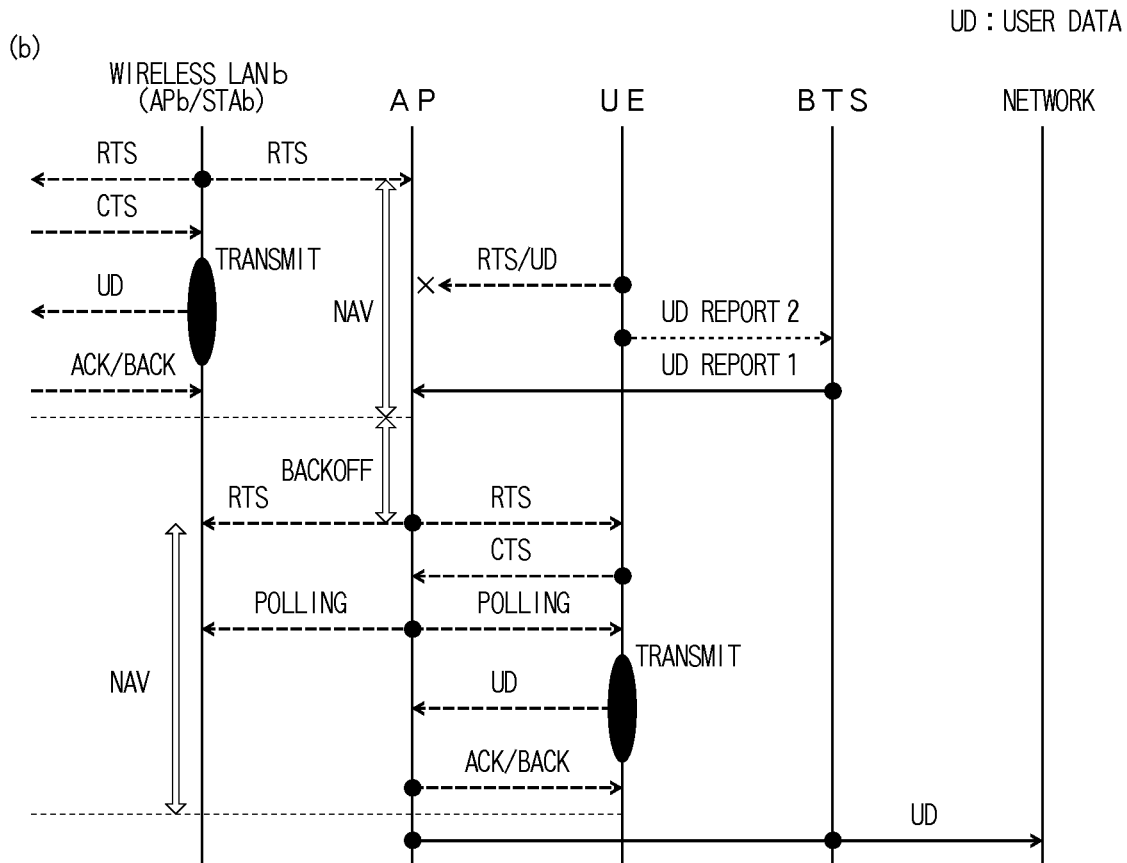 UD : USER DATA
(b)
WIRELESS LANb
(APb/STAb)
AP
UE
BTS
NETWORK
RTS
RTS
CTS
TRANSMIT
RTS/UD
UD
NAV
UD REPORT 2
ACK/BACK
UD REPORT 1
BACKOFF
RTS
RTS
CTS
POLLING
POLLING
TRANSMIT
NAV
UD
ACK/BACK
UD